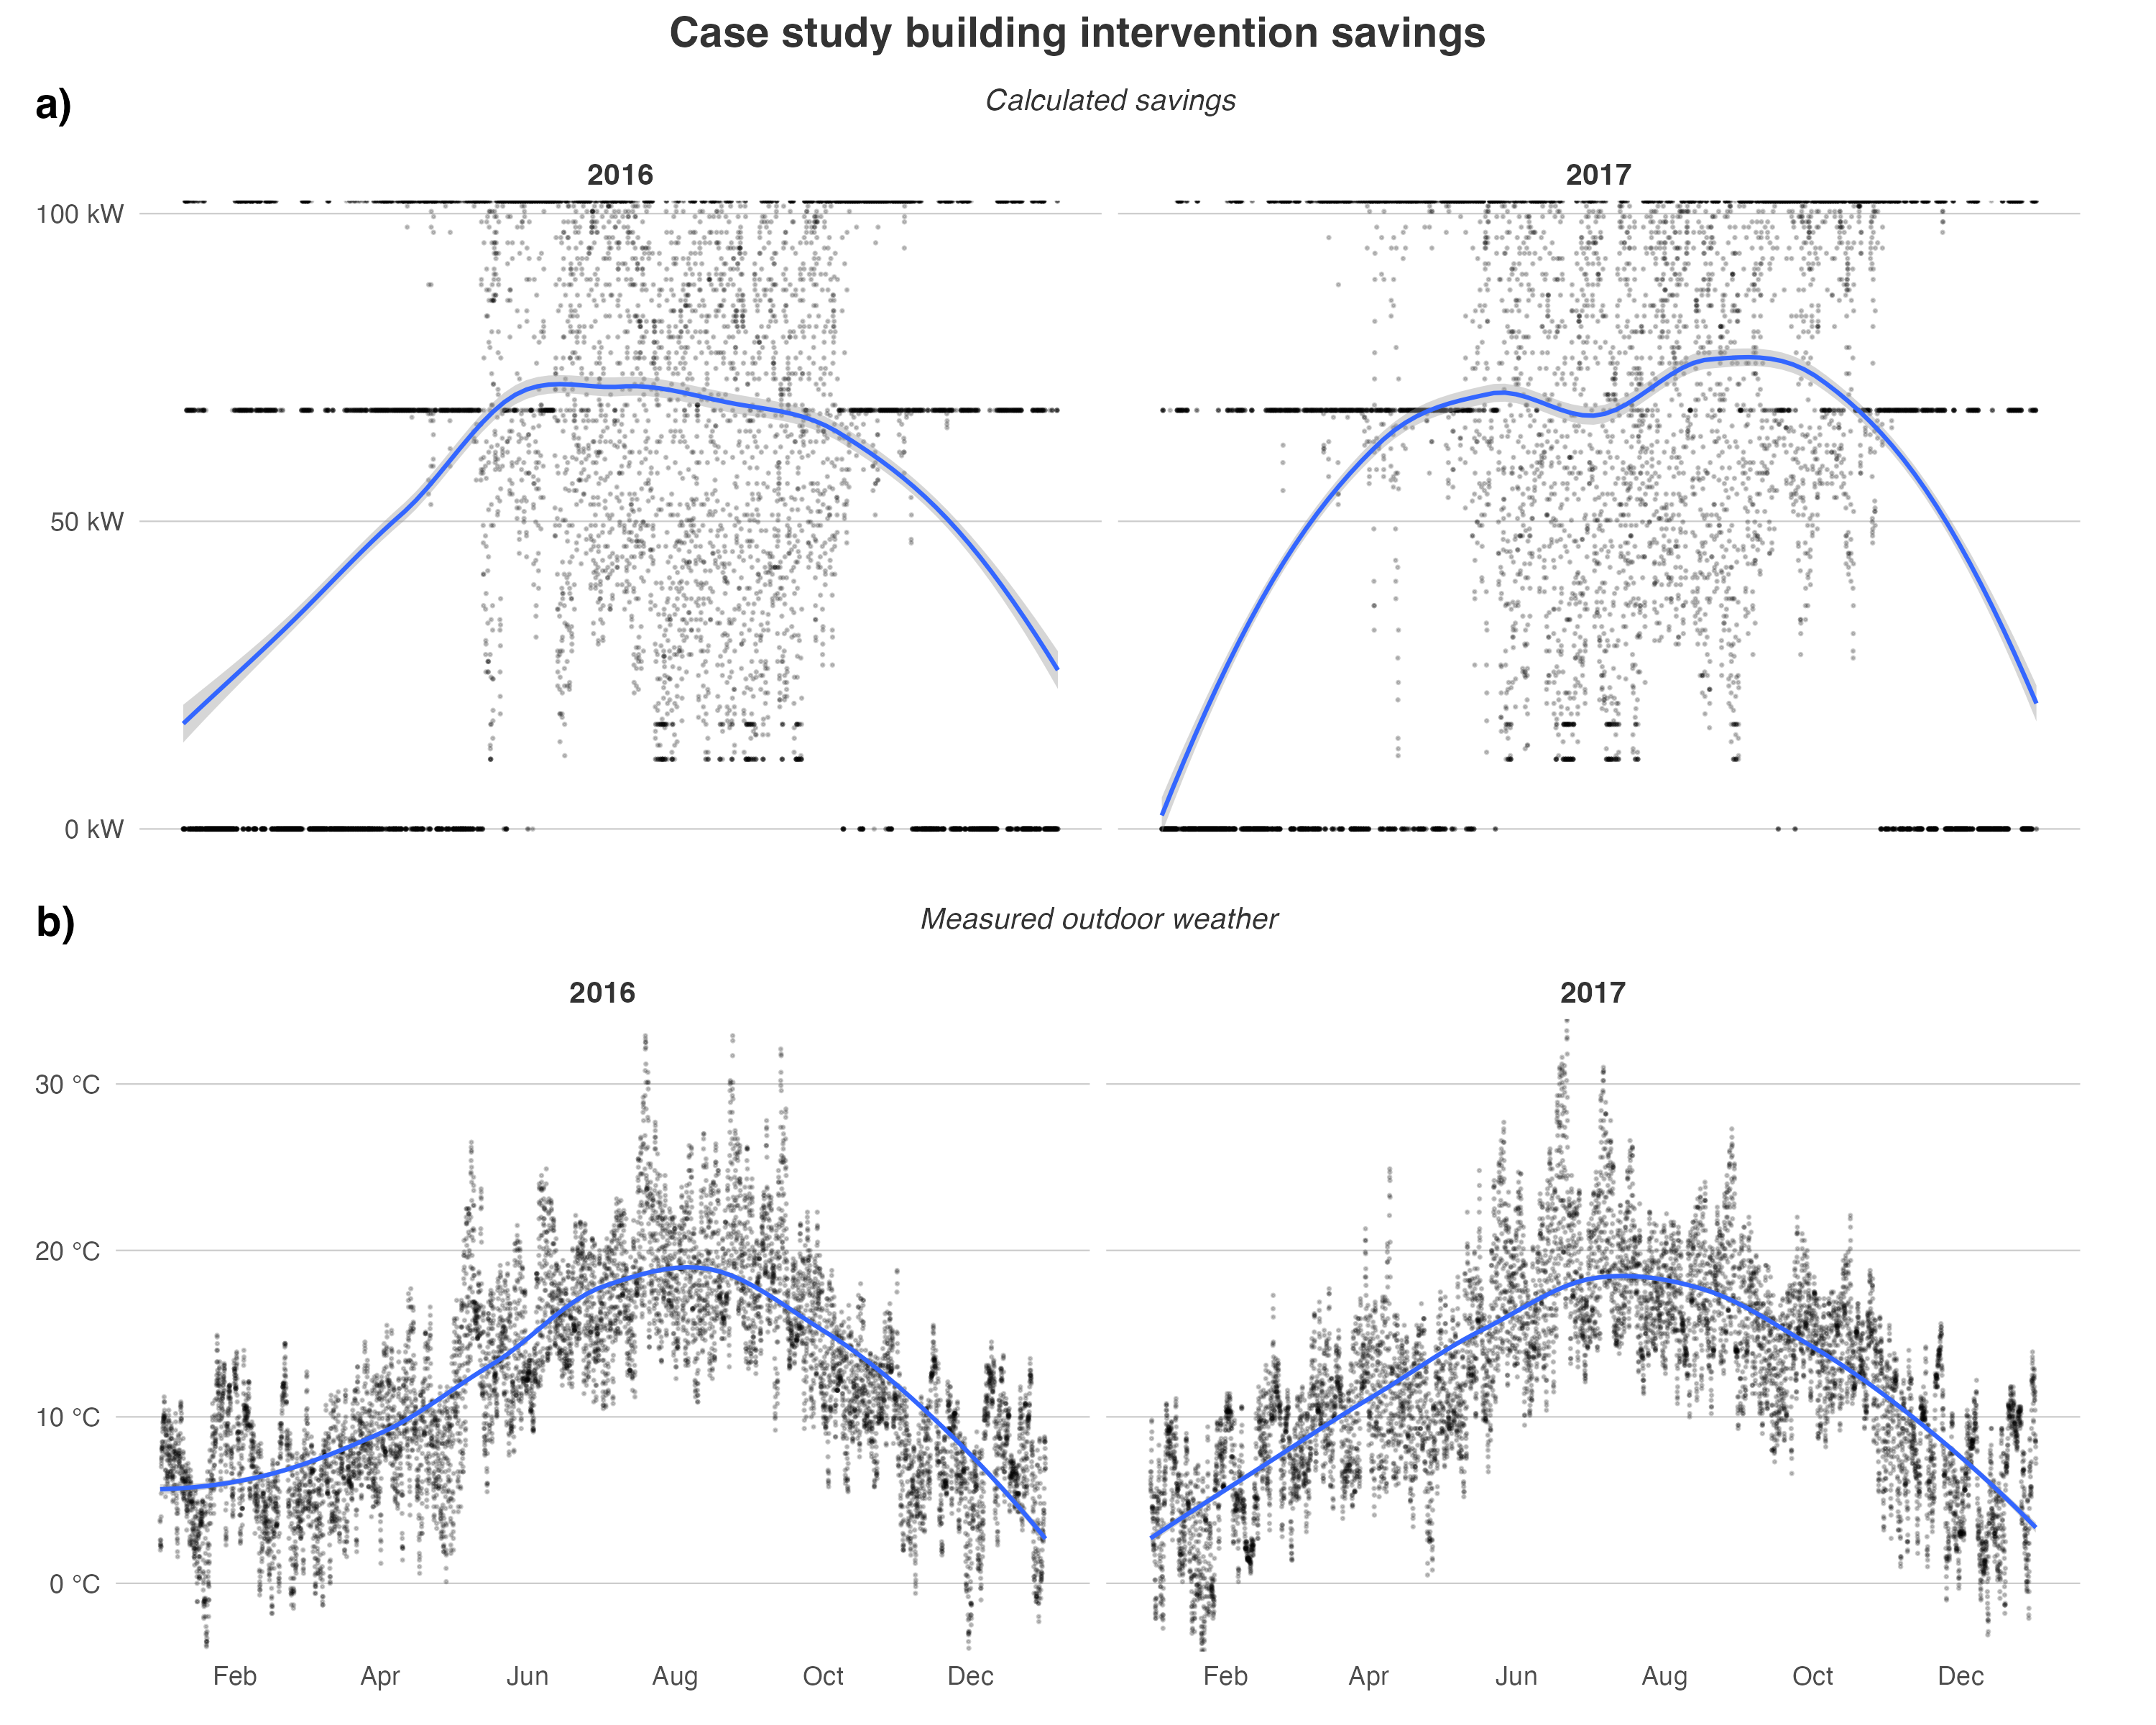 Case study building intervention savings
a)
Calculated savings
2016
2017
100 kW
50 kW
0 kW
b)
Measured outdoor weather
2016
2017
30 °C
20 °C
10 °C
0 °C
Feb Apr Jun Aug Oct Dec Feb Apr Jun Aug Oct Dec